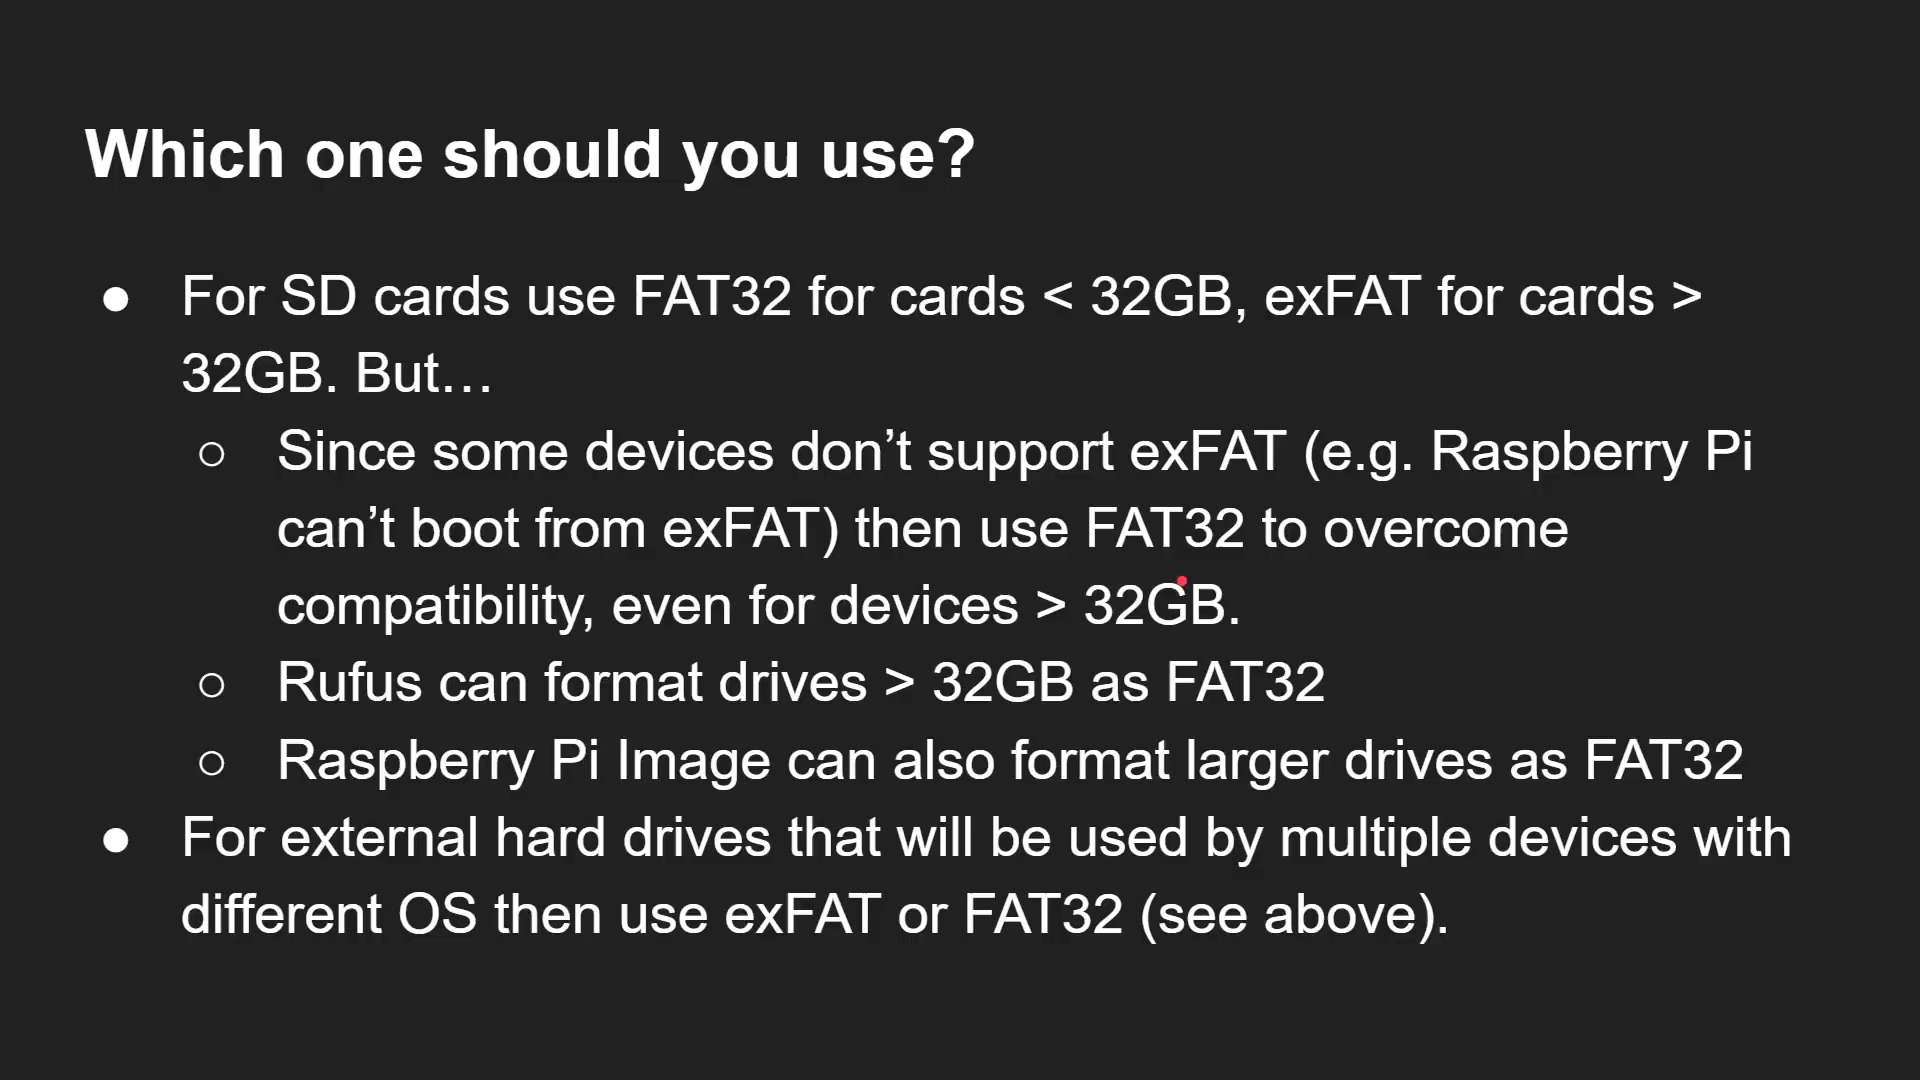 Which one should you use?
● For SD cards use FAT32 for cards < 32GB, exFAT for cards >
32GB. But…
○ Since some devices don’t support exFAT (e.g. Raspberry Pi
can’t boot from exFAT) then use FAT32 to overcome
compatibility, even for devices > 32GB.
○ Rufus can format drives > 32GB as FAT32
○ Raspberry Pi Image can also format larger drives as FAT32
● For external hard drives that will be used by multiple devices with
different OS then use exFAT or FAT32 (see above).